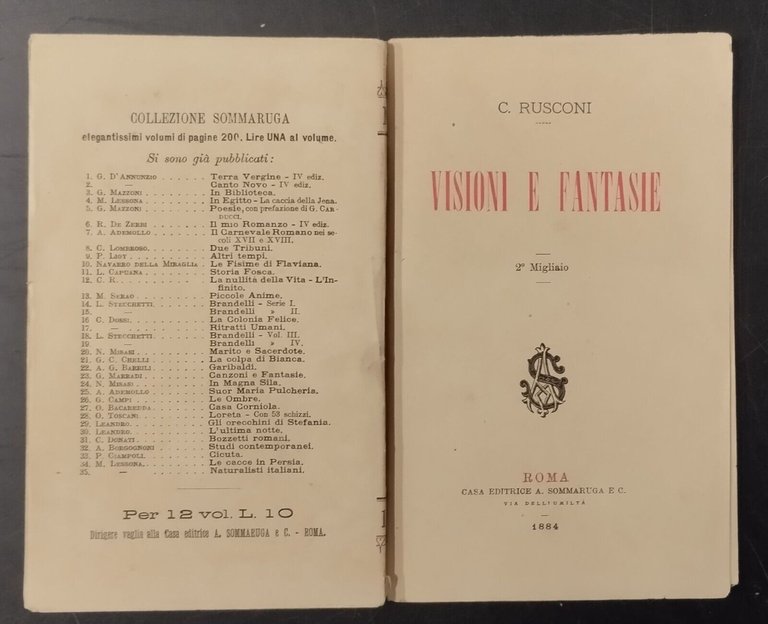 COLLEZIONE SOMMARUGA
elegantissimi volumi di pagine 200. Lire UNA al volume.
Si sono già pubblicati:
1. G. D'ANNUNZIO . . . . . . Terra Vergine - IV ediz.
2. — . . . . . . Canto Novo - IV ediz.
3. G. MAZZONI . . . . . . . In Biblioteca.
4. M. LESSONA . . . . . . . In Egitto - La caccia della Jena.
5. G. MAZZONI . . . . . . . Poesie, con prefazione di G. CAR-
DUCCI.
6. R. DE ZERBI . . . . . . . Il mio Romanzo - IV ediz.
7. A. ADEMOLLO . . . . . . Il Carnevale Romano nei se-
coli XVII e XVIII.
8. C. LOMBROSO . . . . . . . Due Tribuni.
9. P. LIOY . . . . . . . . . Altri tempi.
10. NAVARRO DELLA MIRAGLIA . Le Fisime di Flaviana.
11. L. CAPUANA . . . . . . . Storia Fosca.
12. C. R. . . . . . . . . . . La nullità della Vita - L'In-
finito.
13. M. SERAO . . . . . . . . Piccole Anime.
14. L. STECCHETTI . . . . . . Brandelli - Serie I.
15. — . . . . . . Brandelli » II.
16 C. DOSSI. . . . . . . . . La Colonia Felice.
17. — . . . . . . . . . Ritratti Umani.
18. L. STECCHETTI . . . . . . Brandelli - Vol. III.
19. — . . . . . . Brandelli » IV.
20. N. MISASI . . . . . . . . Marito e Sacerdote.
21. G. C. CHELLI . . . . . . La colpa di Bianca.
22. A. G. BARRILI . . . . . . Garibaldi.
23. G. MARRADI . . . . . . . Canzoni e Fantasie.
24. N. MISASI . . . . . . . . In Magna Sila.
25. A. ADEMOLLO . . . . . . . Suor Maria Pulcheria.
26. G. CAMPI . . . . . . . . Le Ombre.
27. O. BACAREDDA . . . . . . Casa Corniola.
28. O. TOSCANI . . . . . . . Loreta - Con 53 schizzi.
29. LEANDRO. . . . . . . . . Gli orecchini di Stefania.
30. LEANDRO. . . . . . . . . L'ultima notte.
31. C. DONATI . . . . . . . . Bozzetti romani.
32. A. BORGOGNONI . . . . . . Studi contemporanei.
33. P. CIAMPOLI. . . . . . . Cicuta.
34. M. LESSONA. . . . . . . . Le cacce in Persia.
35. — . . . . . . . . Naturalisti italiani.
Per 12 vol. L. 10
Dirigere vaglia alla Casa editrice A. SOMMARUGA e C. - ROMA.
C. RUSCONI
VISIONI E FANTASIE
2° Migliaio
ROMA
CASA EDITRICE A. SOMMARUGA E C.
VIA DELL'UMILTÀ
1884